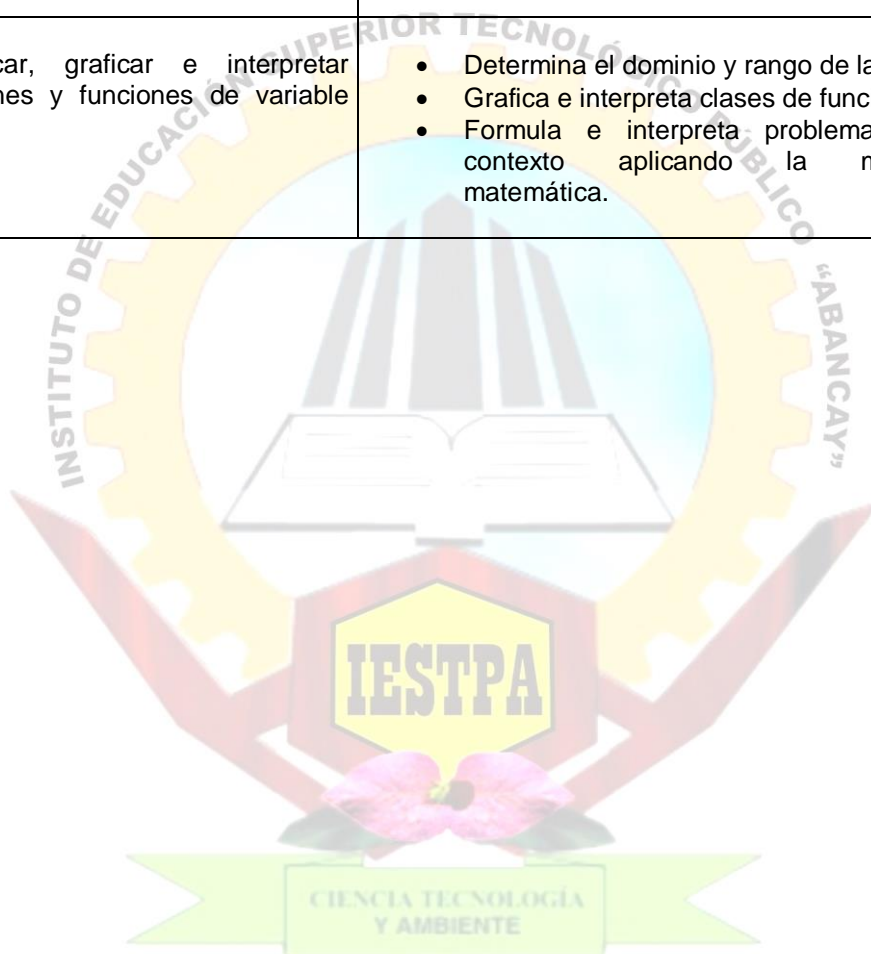 car, graficar e interpretar
nes y funciones de variable
• Determina el dominio y rango de la
• Grafica e interpreta clases de func
• Formula e interpreta problema
contexto aplicando la
matemática.
INSTITUTO DE EDUCACIÓN SUPERIOR TECNOLÓGICO PÚBLICO "ABANCAY"
IESTPA
CIENCIA TECNOLOGÍA
Y AMBIENTE